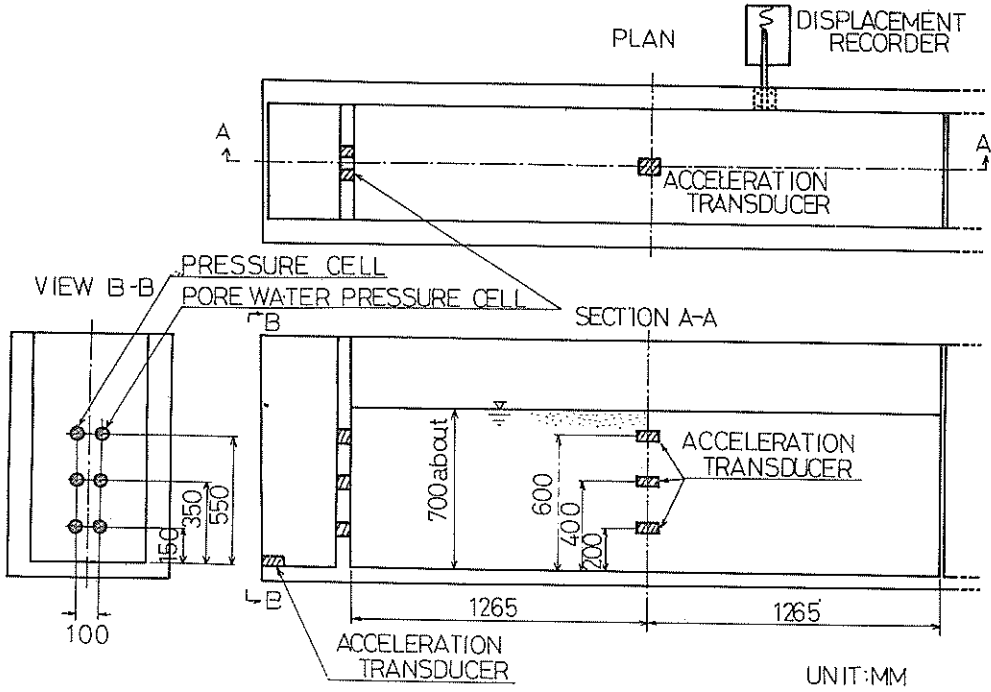 PLAN
DISPLACEMENT
RECORDER
A
A
ACCELERATION
TRANSDUCER
VIEW B-B
PRESSURE CELL
PORE WATER PRESSURE CELL
B
SECTION A-A
700about
600
400
200
ACCELERATION
TRANSDUCER
150
350
550
100
B
1265
1265
ACCELERATION
TRANSDUCER
UNIT:MM